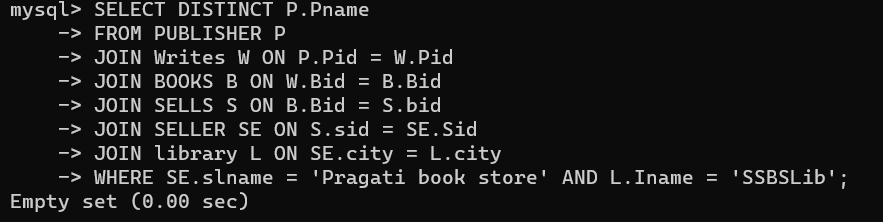 mysql> SELECT DISTINCT P.Pname
-> FROM PUBLISHER P
-> JOIN Writes W ON P.Pid = W.Pid
-> JOIN BOOKS B ON W.Bid = B.Bid
-> JOIN SELLS S ON B.Bid = S.bid
-> JOIN SELLER SE ON S.sid = SE.Sid
-> JOIN library L ON SE.city = L.city
-> WHERE SE.slname = 'Pragati book store' AND L.Iname = 'SSBSLib';
Empty set (0.00 sec)